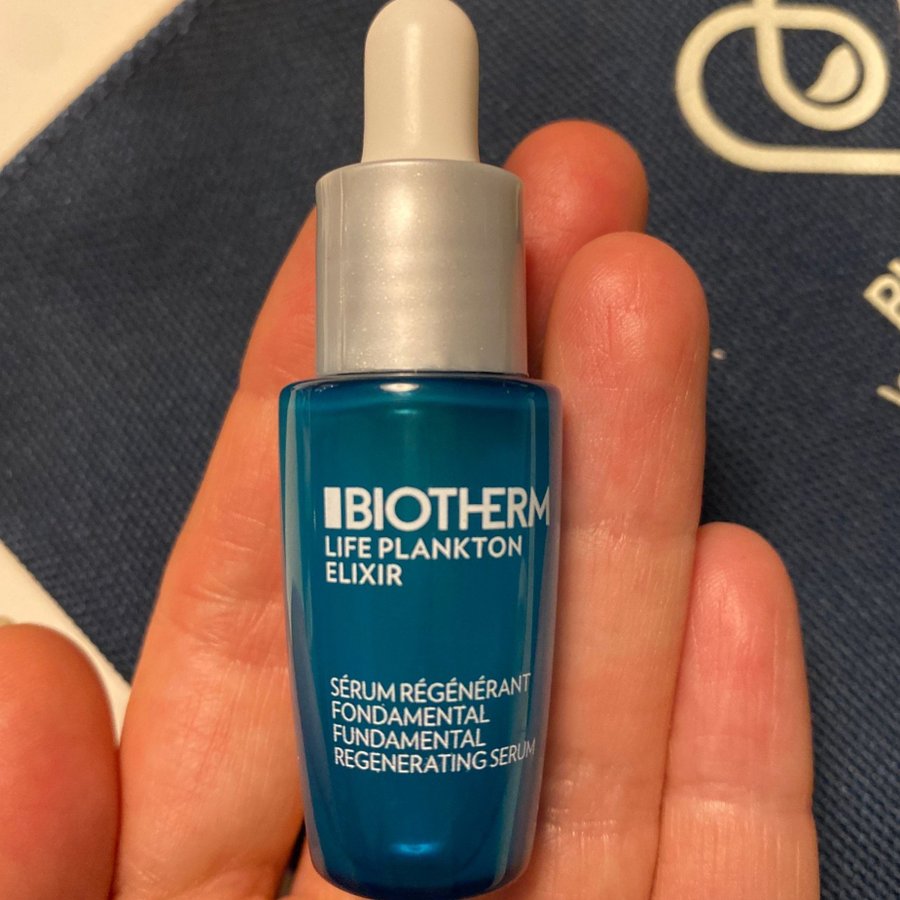 BIOTHERM
LIFE PLANKTON
ELIXIR
SÉRUM RÉGÉNÉRANT
FONDAMENTAL
FUNDAMENTAL
REGENERATING SERUM